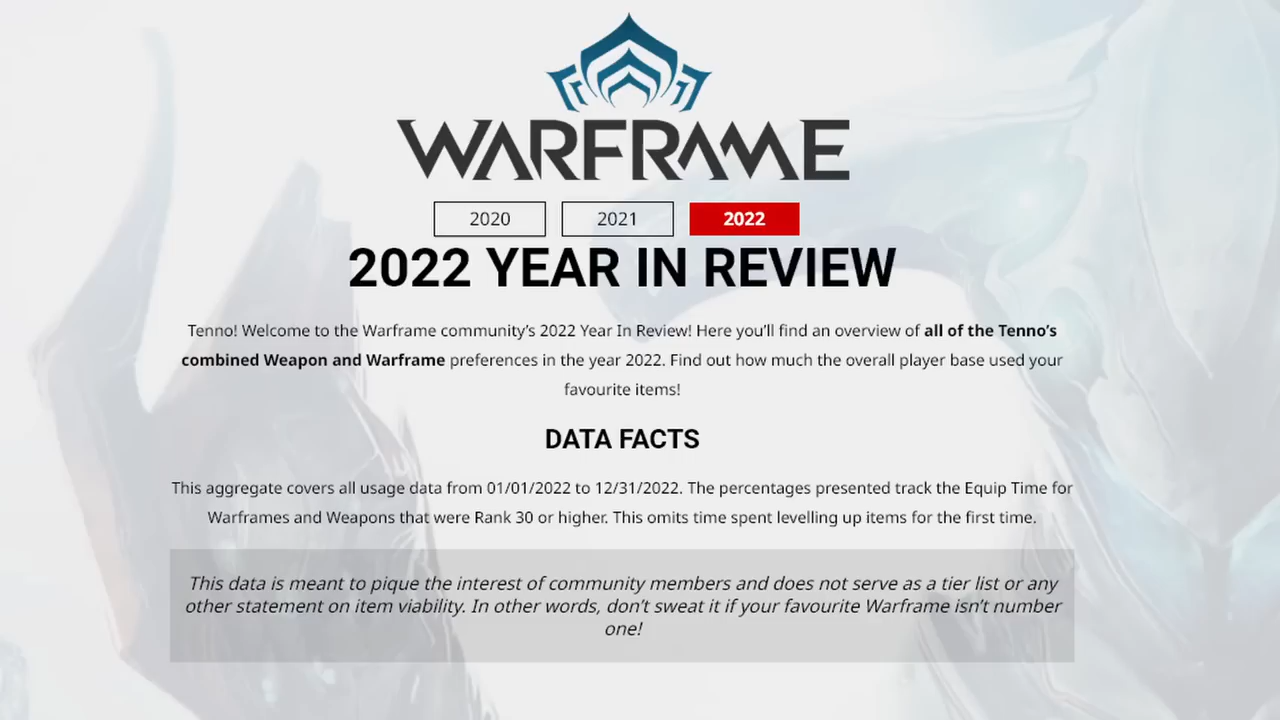 WARFRAME
2020 2021 2022
2022 YEAR IN REVIEW
Tenno! Welcome to the Warframe community’s 2022 Year In Review! Here you’ll find an overview of all of the Tenno’s
combined Weapon and Warframe preferences in the year 2022. Find out how much the overall player base used your
favourite items!
DATA FACTS
This aggregate covers all usage data from 01/01/2022 to 12/31/2022. The percentages presented track the Equip Time for
Warframes and Weapons that were Rank 30 or higher. This omits time spent levelling up items for the first time.
This data is meant to pique the interest of community members and does not serve as a tier list or any
other statement on item viability. In other words, don’t sweat it if your favourite Warframe isn’t number
one!